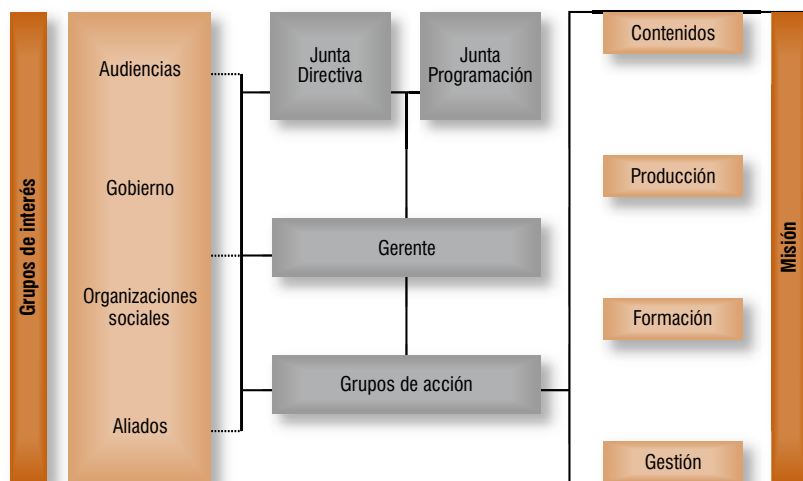 Grupos de interés
Audiencias
Gobierno
Organizaciones
sociales
Aliados
Junta
Directiva
Junta
Programación
Gerente
Grupos de acción
Contenidos
Producción
Formación
Gestión
Misión